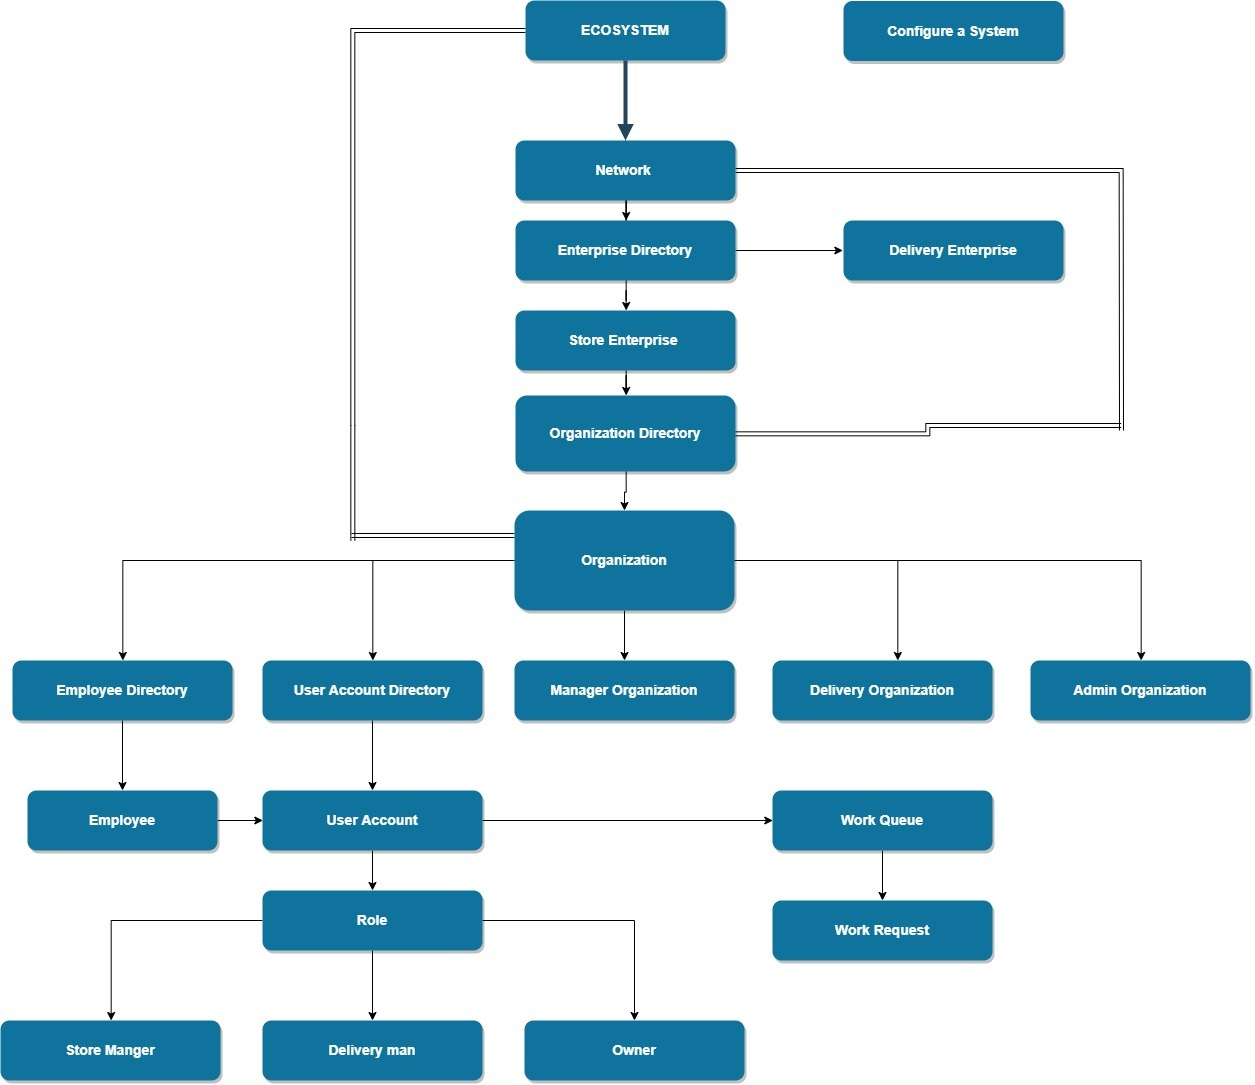 ECOSYSTEM
Configure a System
Network
Enterprise Directory
Delivery Enterprise
Store Enterprise
Organization Directory
Organization
Employee Directory
User Account Directory
Manager Organization
Delivery Organization
Admin Organization
Employee
User Account
Work Queue
Role
Work Request
Store Manger
Delivery man
Owner